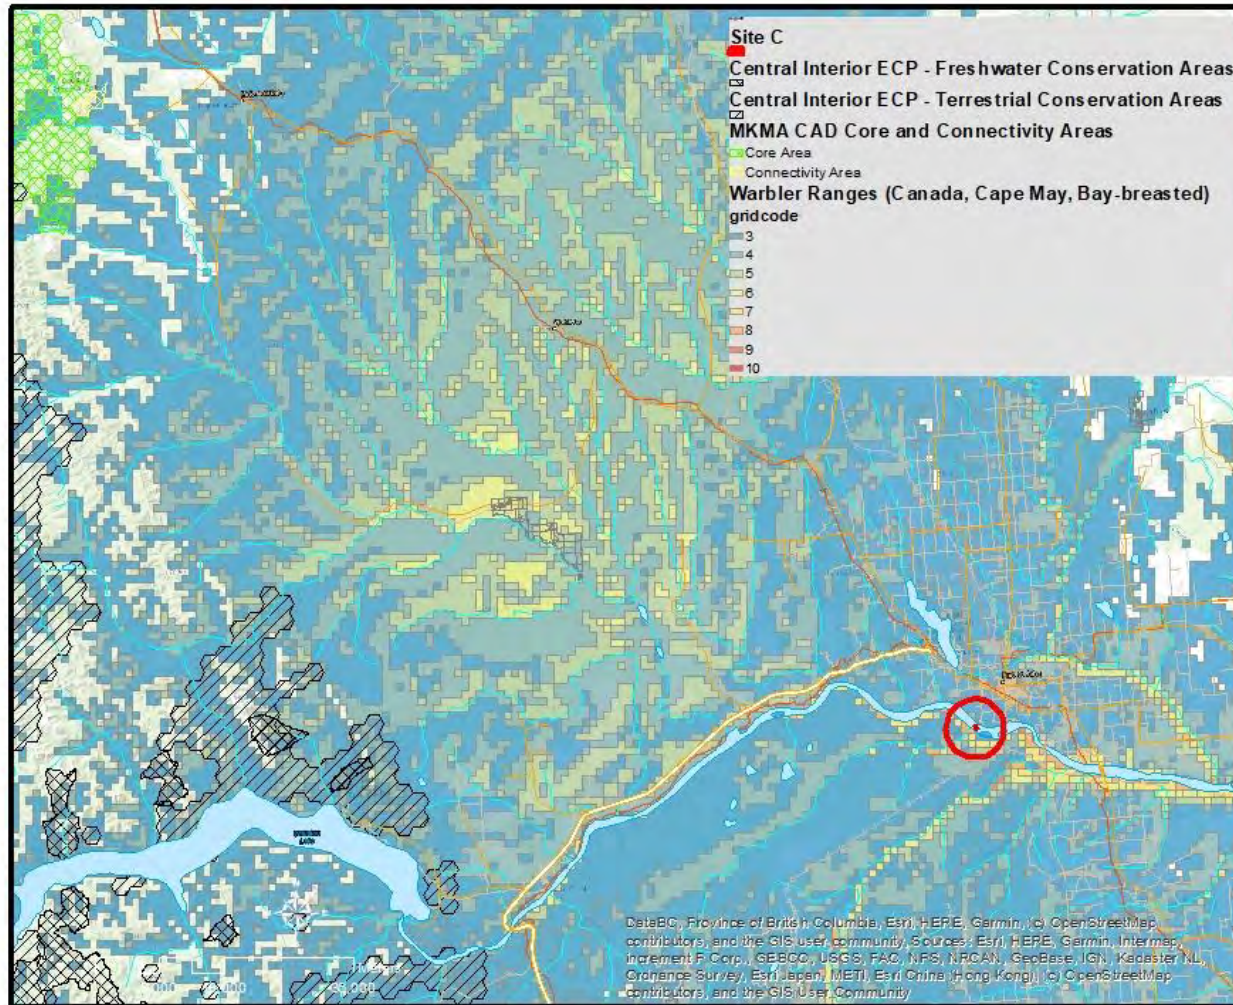 Site C
Central Interior ECP - Freshwater Conservation Areas
Central Interior ECP - Terrestrial Conservation Areas
MKMA CAD Core and Connectivity Areas
Core Area
Connectivity Area
Warbler Ranges (Canada, Cape May, Bay-breasted)
gridcode
3
4
5
6
7
8
9
10
DataBC, Province of British Columbia, Esri, HERE, Garmin, (c) OpenStreetMap
contributors, and the GIS user community, Sources: Esri, HERE, Garmin, Intermap,
increment P Corp., GEBCO, USGS, FAO, NPS, NRCAN, GeoBase, IGN, Kadaster NL,
Ordnance Survey, Esri Japan, METI, Esri China (Hong Kong), (c) OpenStreetMap
contributors, and the GIS User Community